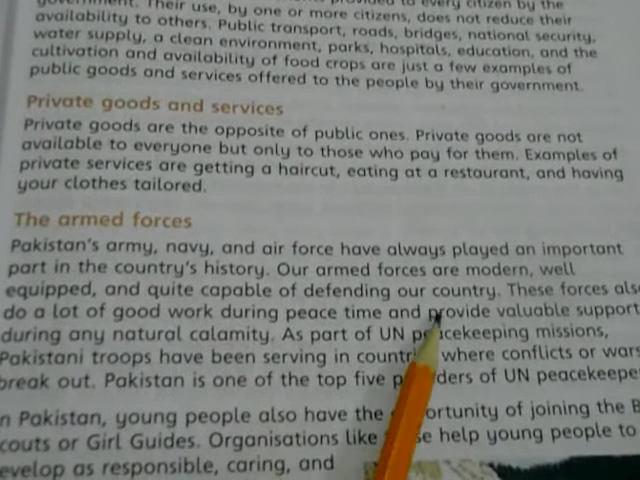 government. Their use, by one or more citizens, does not reduce their
availability to others. Public transport, roads, bridges, national security,
water supply, a clean environment, parks, hospitals, education, and the
cultivation and availability of food crops are just a few examples of
public goods and services offered to the people by their government.
Private goods and services
Private goods are the opposite of public ones. Private goods are not
available to everyone but only to those who pay for them. Examples of
private services are getting a haircut, eating at a restaurant, and having
your clothes tailored.
The armed forces
Pakistan's army, navy, and air force have always played an important
part in the country's history. Our armed forces are modern, well
equipped, and quite capable of defending our country. These forces als
do a lot of good work during peace time and provide valuable support
during any natural calamity. As part of UN peacekeeping missions,
Pakistani troops have been serving in where conflicts or wars
break out. Pakistan is one of the top five of UN peacekeepe
n Pakistan, young people also have the of joining the B
couts or Girl Guides. Organisations like help young people to
evelop as responsible, caring, and